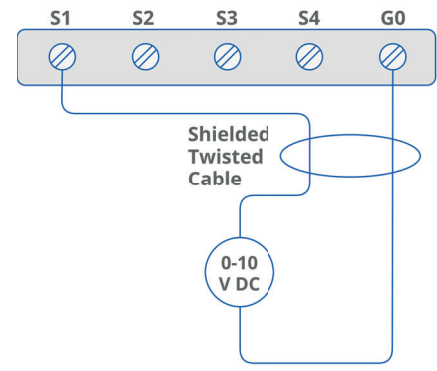 S1 S2 S3 S4 G0
Shielded
Twisted
Cable
0-10
V DC